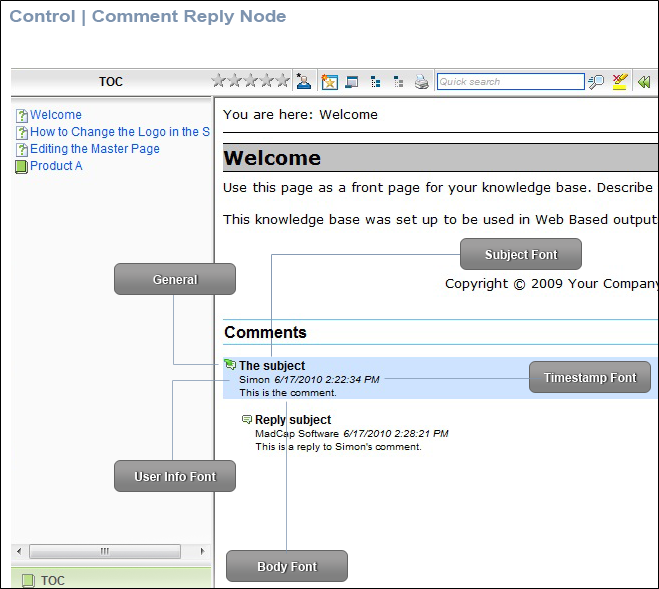 Control | Comment Reply Node
TOC
Quick search
Welcome
How to Change the Logo in the S
Editing the Master Page
Product A
You are here: Welcome
Welcome
Use this page as a front page for your knowledge base. Describe
This knowledge base was set up to be used in Web Based output
Subject Font
General
Copyright © 2009 Your Company
Comments
The subject
Simon 6/17/2010 2:22:34 PM
This is the comment.
Timestamp Font
Reply subject
MadCap Software 6/17/2010 2:28:21 PM
This is a reply to Simon's comment.
User Info Font
Body Font
TOC